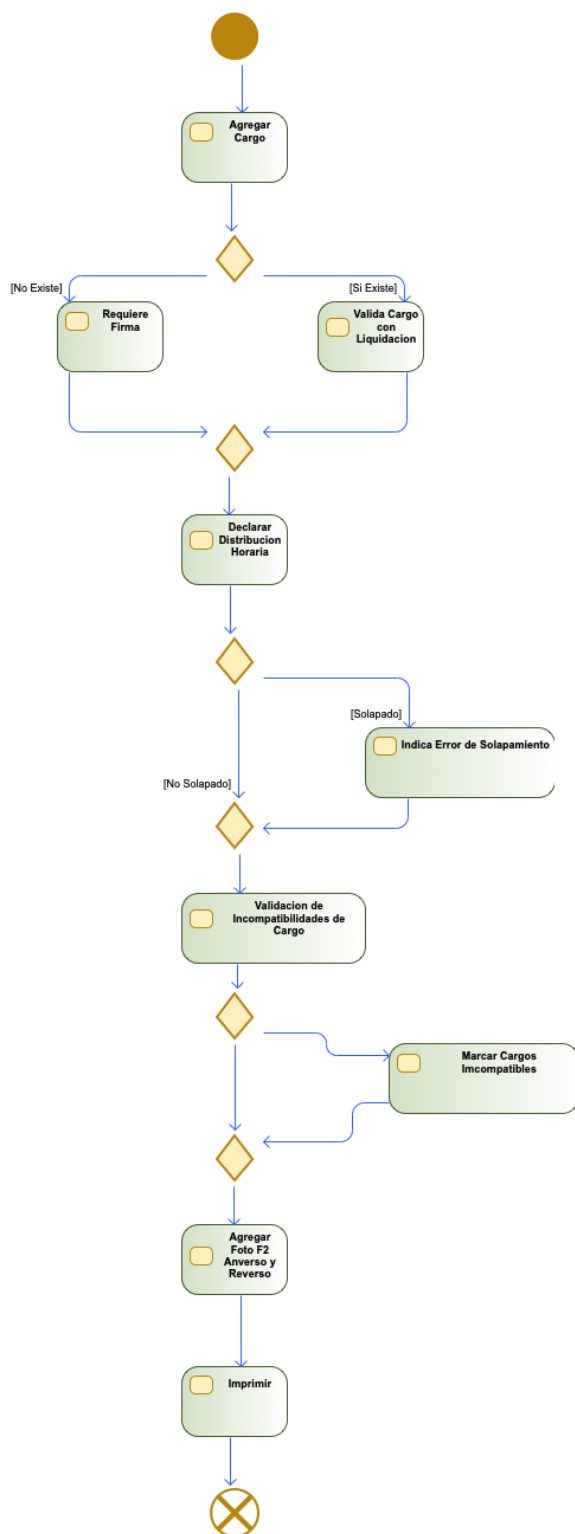 Agregar
Cargo
[No Existe]
[Si Existe]
Requiere
Firma
Valida Cargo
con
Liquidacion
Declarar
Distribucion
Horaria
[Solapado]
Indica Error de Solapamiento
[No Solapado]
Validacion de
Incompatibilidades de
Cargo
Marcar Cargos
Imcompatibles
Agregar
Foto F2
Anverso y
Reverso
Imprimir